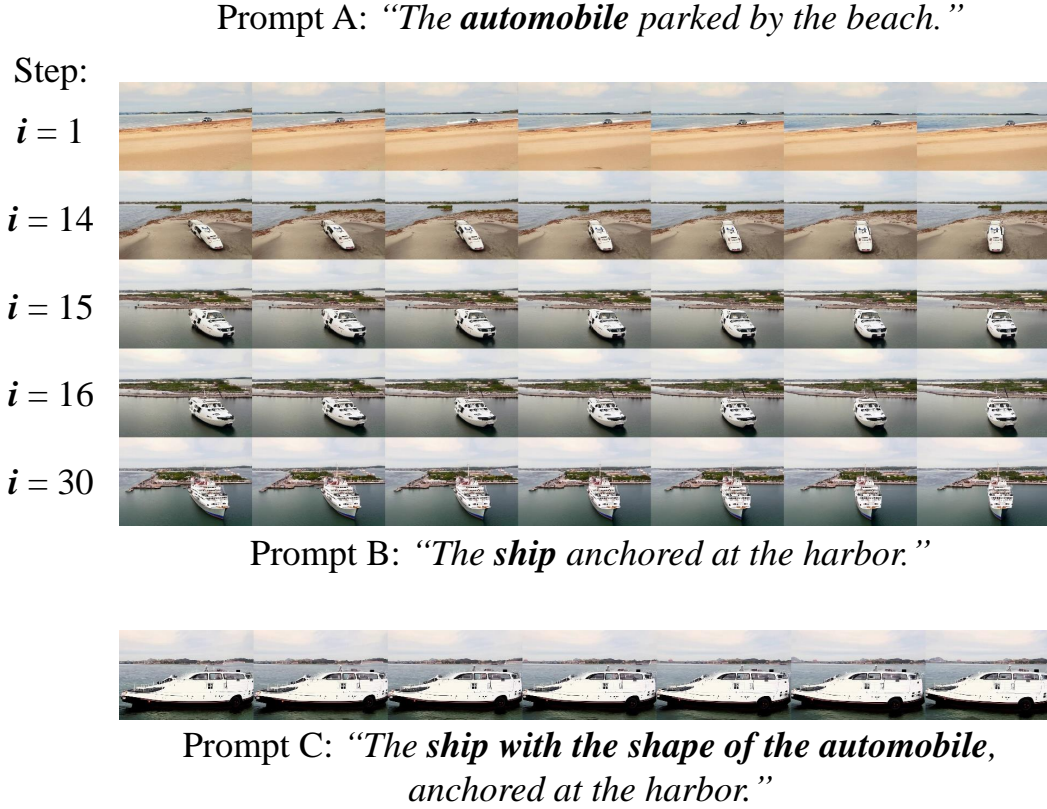 Prompt A: “The automobile parked by the beach.”
Step:
i = 1
i = 14
i = 15
i = 16
i = 30
Prompt B: “The ship anchored at the harbor.”
Prompt C: “The ship with the shape of the automobile,
anchored at the harbor.”